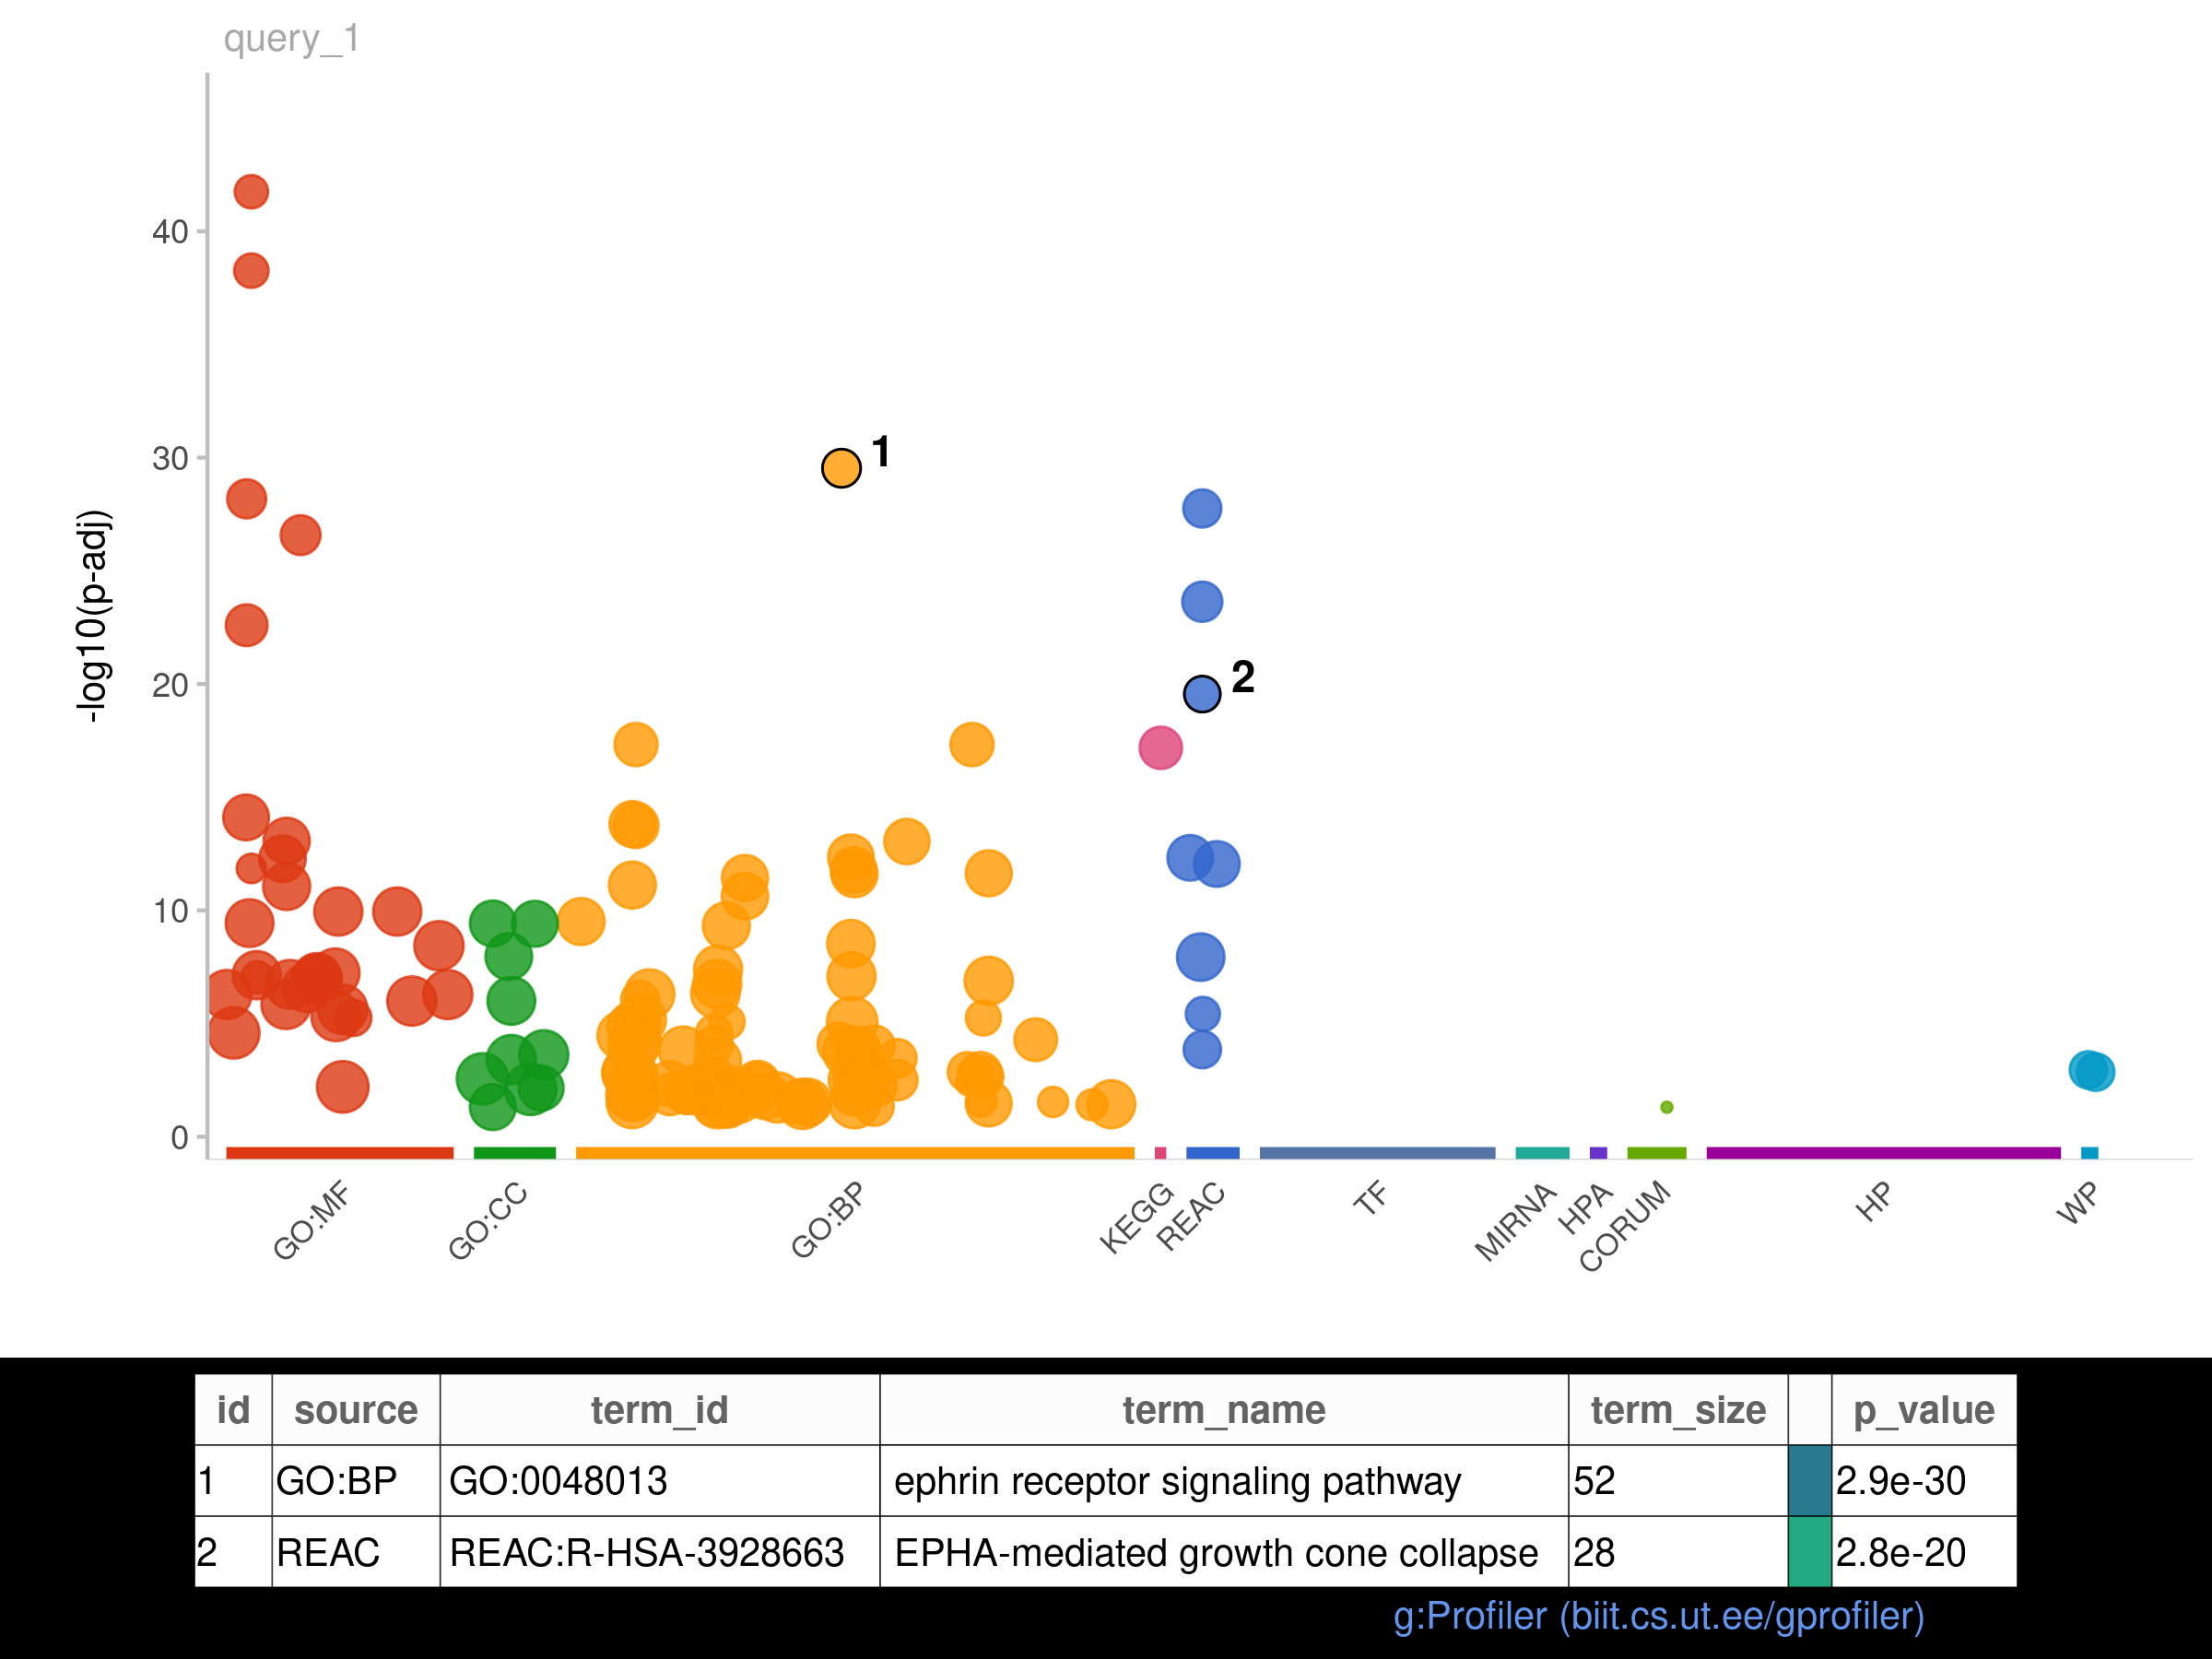 query_1
-log10(p-adj)
40
30
20
10
0
1
2
GO:MF GO:CC GO:BP KEGG REAC TF MIRNA HPA CORUM HP WP
id source term_id term_name term_size p_value
1 GO:BP GO:0048013 ephrin receptor signaling pathway 52 2.9e-30
2 REAC REAC:R-HSA-3928663 EPHA-mediated growth cone collapse 28 2.8e-20
g:Profiler (biit.cs.ut.ee/gprofiler)